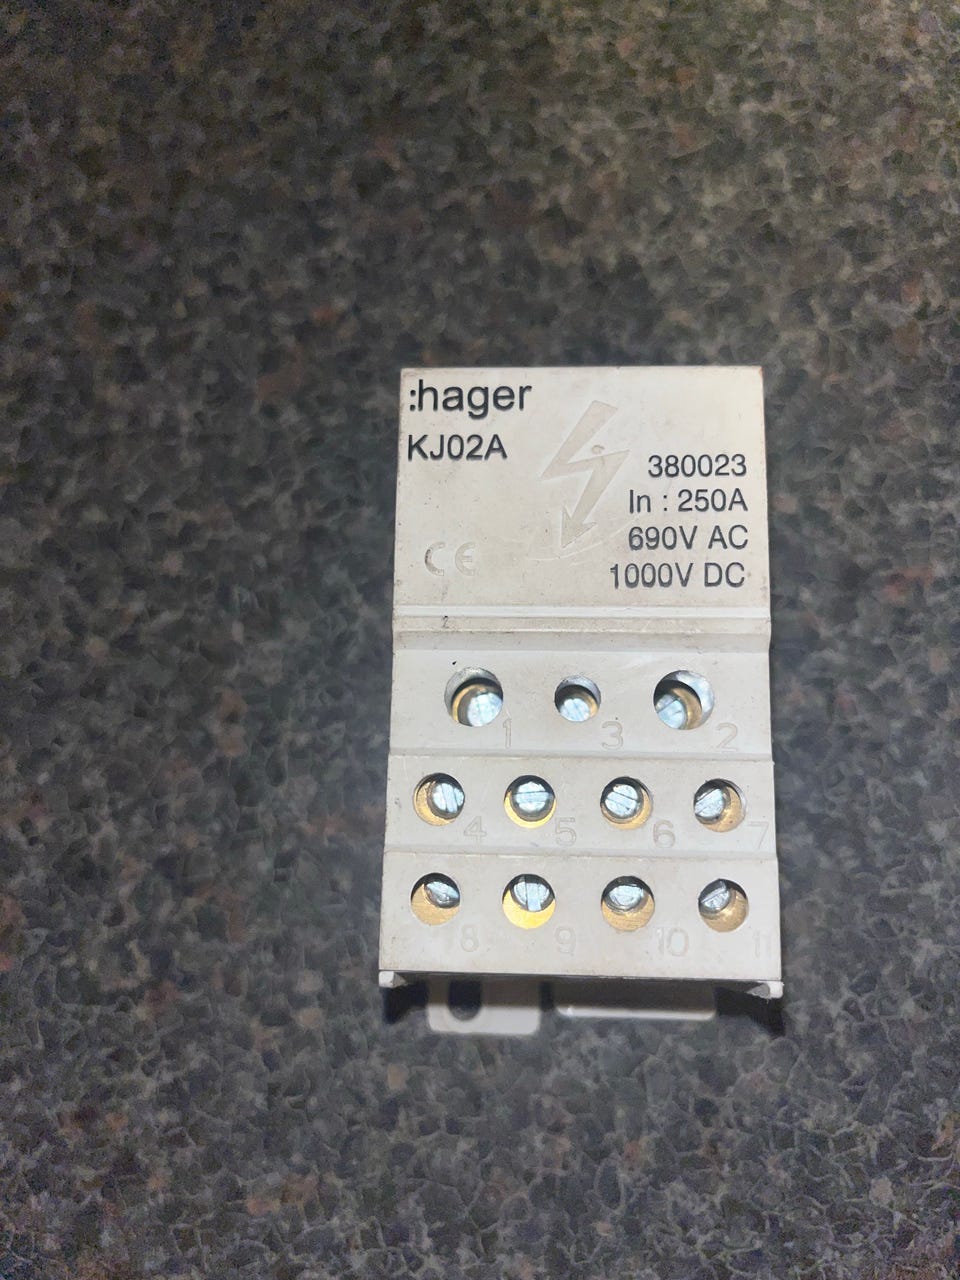 :hager
KJ02A
380023
In : 250A
690V AC
1000V DC
CE
1 3 2
4 5 6 7
8 9 10 11